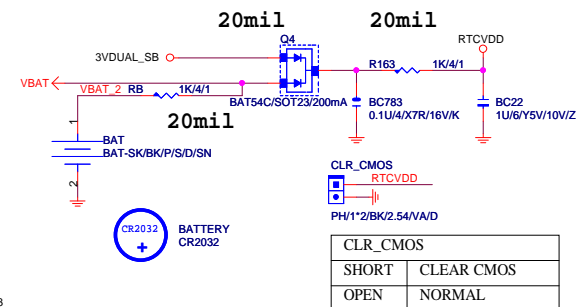 20mil
20mil
Q4
RTCVDD
3VDUAL_SB
R163
1K/4/1
VBAT
VBAT_2
RB
1K/4/1
BAT54C/SOT23/200mA
20mil
BC783
0.1U/4/X7R/16V/K
BC22
1U/6/Y5V/10V/Z
1
BAT
BAT-SK/BK/P/S/D/SN
2
CLR_CMOS
RTCVDD
PH/1*2/BK/2.54/VA/D
CR2032
+
BATTERY
CR2032
CLR_CMOS
SHORT CLEAR CMOS
OPEN NORMAL